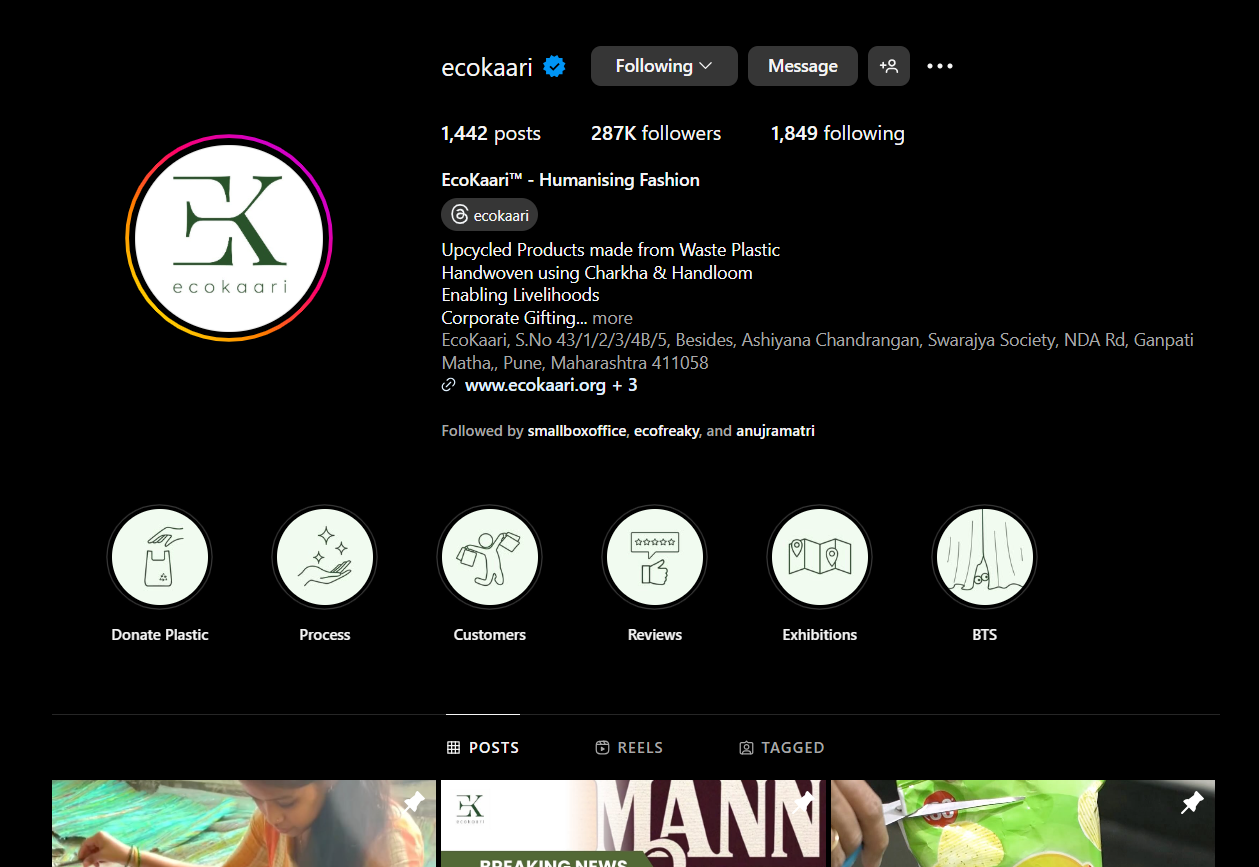 ecokaari
Following
Message
1,442 posts
287K followers
1,849 following
EK
ecokaari
EcoKaari™ - Humanising Fashion
ecokaari
Upcycled Products made from Waste Plastic
Handwoven using Charkha & Handloom
Enabling Livelihoods
Corporate Gifting... more
EcoKaari, S.No 43/1/2/3/4B/5, Besides, Ashiyana Chandrangan, Swarajya Society, NDA Rd, Ganpati
Matha,, Pune, Maharashtra 411058
www.ecokaari.org + 3
Followed by smallboxoffice, ecofreaky, and anujramatri
Donate Plastic
Process
Customers
Reviews
Exhibitions
BTS
POSTS
REELS
TAGGED
EK
ecokaari
MANN
BREAKING NEWS